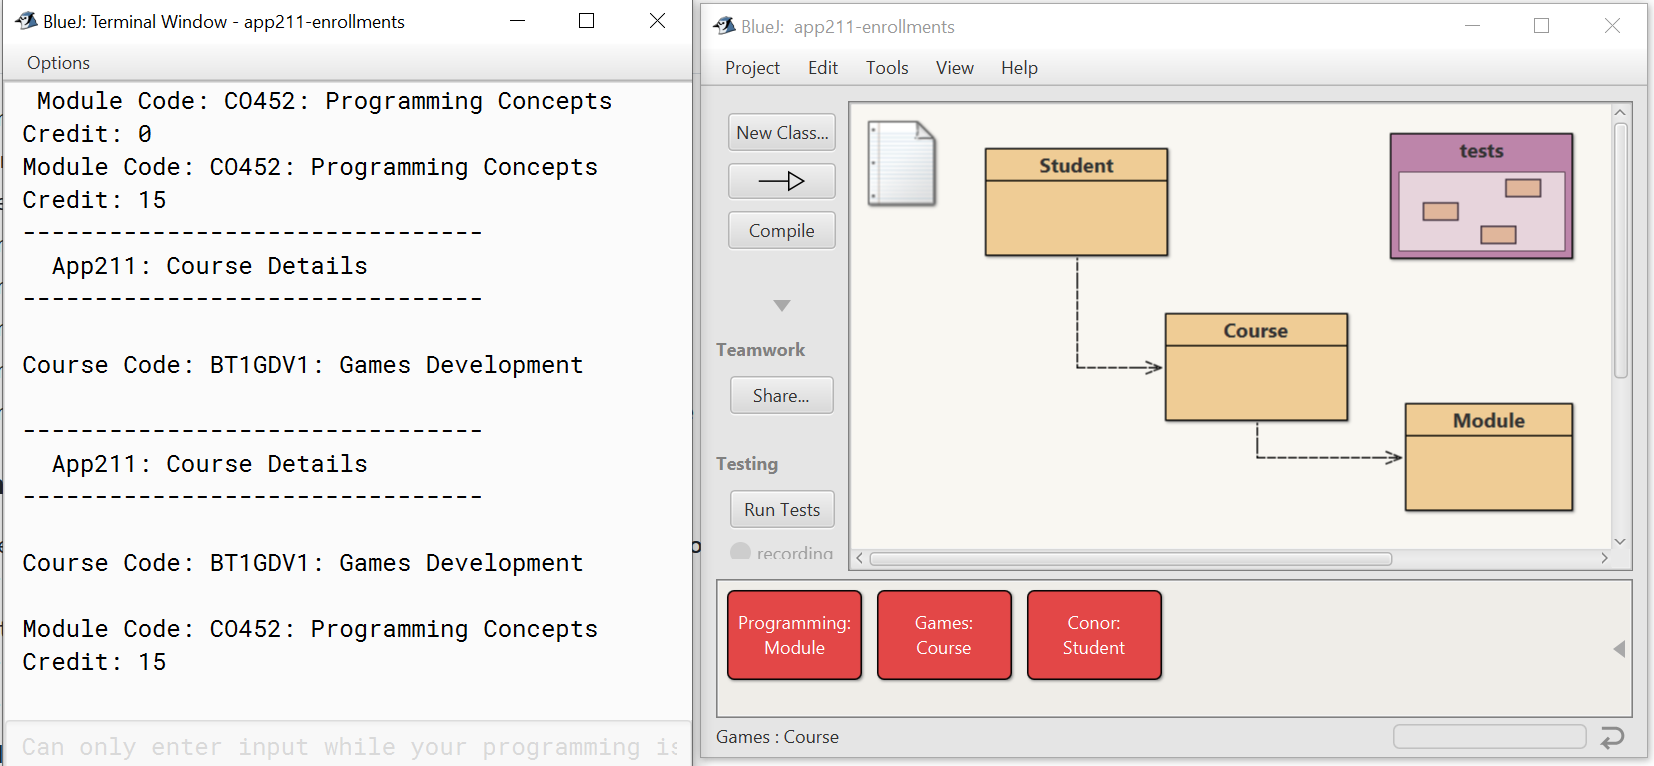 BlueJ: Terminal Window - app211-enrollments
Options
Module Code: CO452: Programming Concepts
Credit: 0
Module Code: CO452: Programming Concepts
Credit: 15
--------------------------------
App211: Course Details
--------------------------------
Course Code: BT1GDV1: Games Development
--------------------------------
App211: Course Details
--------------------------------
Course Code: BT1GDV1: Games Development
Module Code: CO452: Programming Concepts
Credit: 15
Can only enter input while your programming is
BlueJ: app211-enrollments
Project Edit Tools View Help
New Class...
Compile
Teamwork
Share...
Testing
Run Tests
recording
Student
tests
Course
Module
Programming:
Module
Games:
Course
Conor:
Student
Games : Course